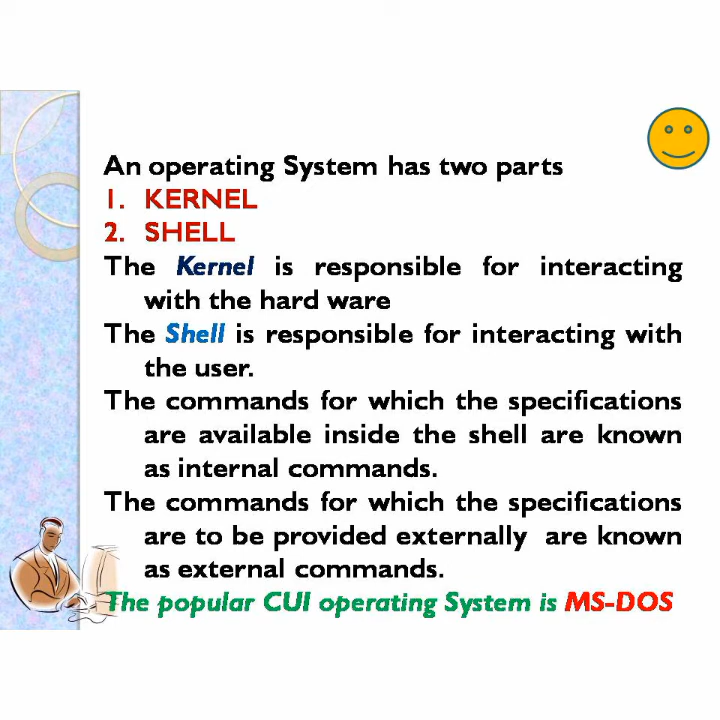 An operating System has two parts
1. KERNEL
2. SHELL
The Kernel is responsible for interacting
with the hard ware
The Shell is responsible for interacting with
the user.
The commands for which the specifications
are available inside the shell are known
as internal commands.
The commands for which the specifications
are to be provided externally are known
as external commands.
The popular CUI operating System is MS-DOS